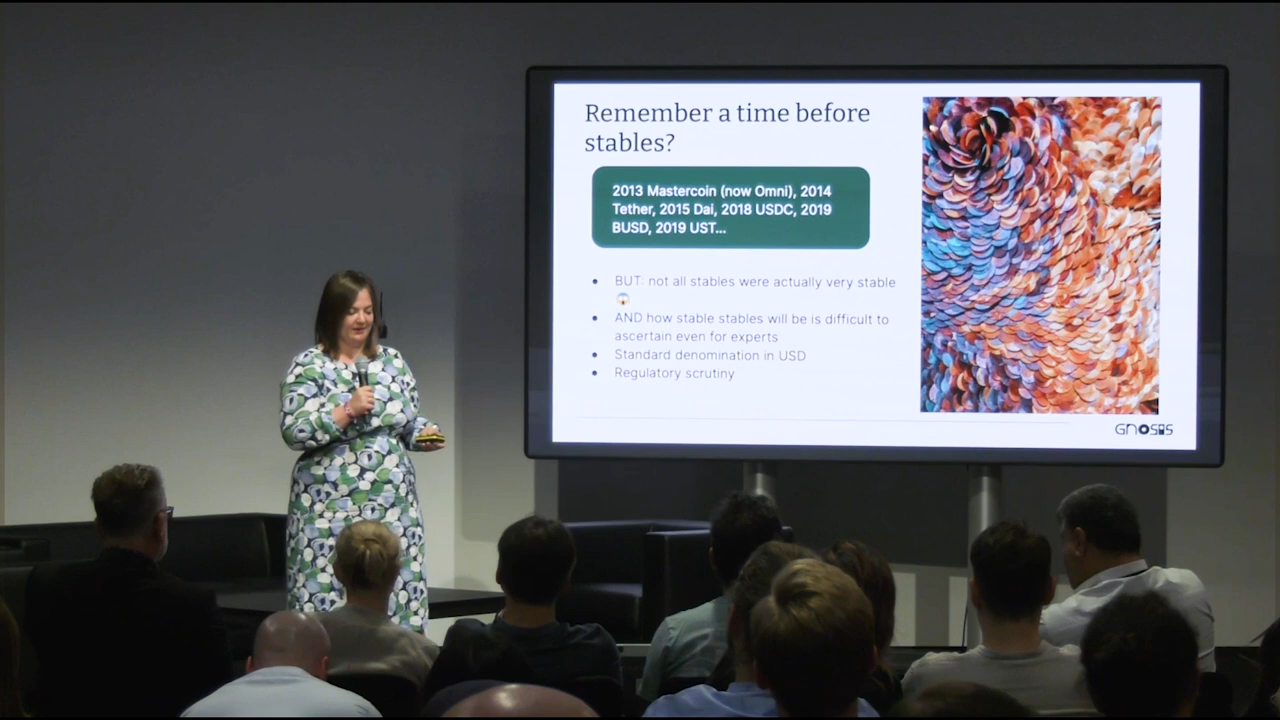 Remember a time before
stables?
2013 Mastercoin (now Omni), 2014
Tether, 2015 Dai, 2018 USDC, 2019
BUSD, 2019 UST...
• BUT: not all stables were actually very stable
😱
• AND how stable stables will be is difficult to
ascertain even for experts
• Standard denomination in USD
• Regulatory scrutiny
GNOSIS